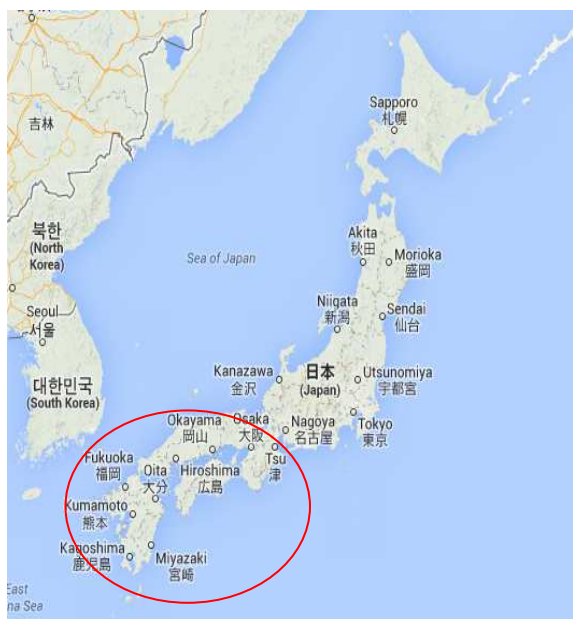 Sapporo
札幌
吉林
북한
(North
Korea)
Akita
秋田
Morioka
盛岡
Sea of Japan
Niigata
新潟
Sendai
仙台
Seoul
서울
Kanazawa
金沢
日本
(Japan)
Utsunomiya
宇都宮
대한민국
(South Korea)
Okayama
岡山
Osaka
大阪
Nagoya
名古屋
Tokyo
東京
Fukuoka
福岡
Oita
大分
Hiroshima
広島
Tsu
津
Kumamoto
熊本
Kagoshima
鹿児島
Miyazaki
宮崎
East
na Sea